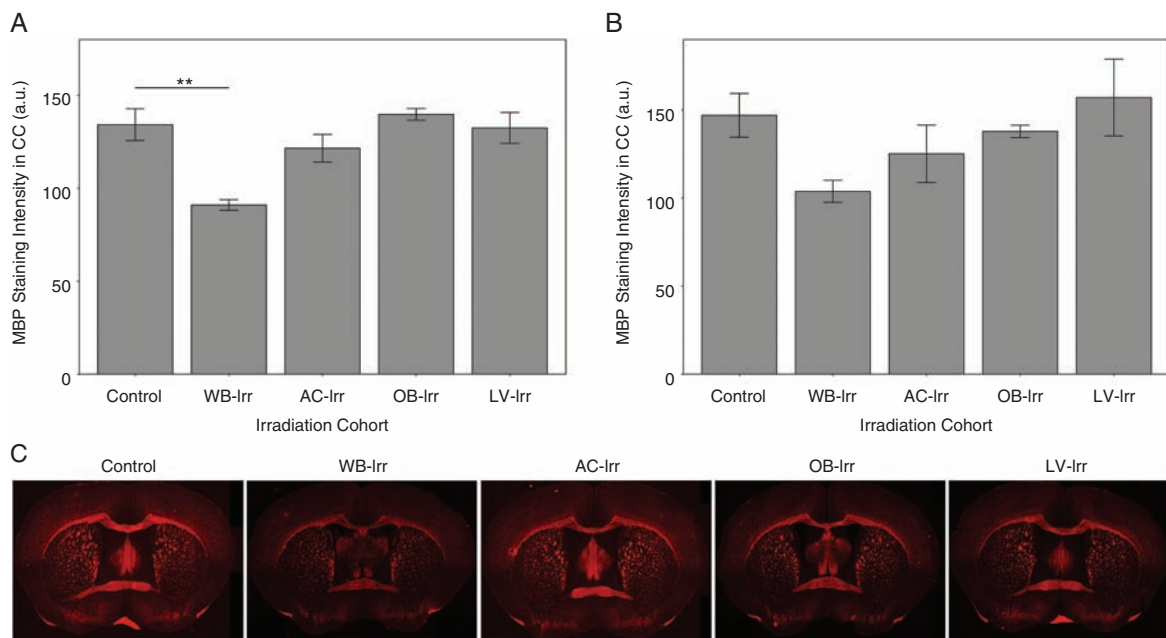 A
MBP Staining Intensity in CC (a.u.)
150
100
50
0
**
Control WB-Irr AC-Irr OB-Irr LV-Irr
Irradiation Cohort
B
MBP Staining Intensity in CC (a.u.)
150
100
50
0
Control WB-Irr AC-Irr OB-Irr LV-Irr
Irradiation Cohort
C
Control WB-Irr AC-Irr OB-Irr LV-Irr